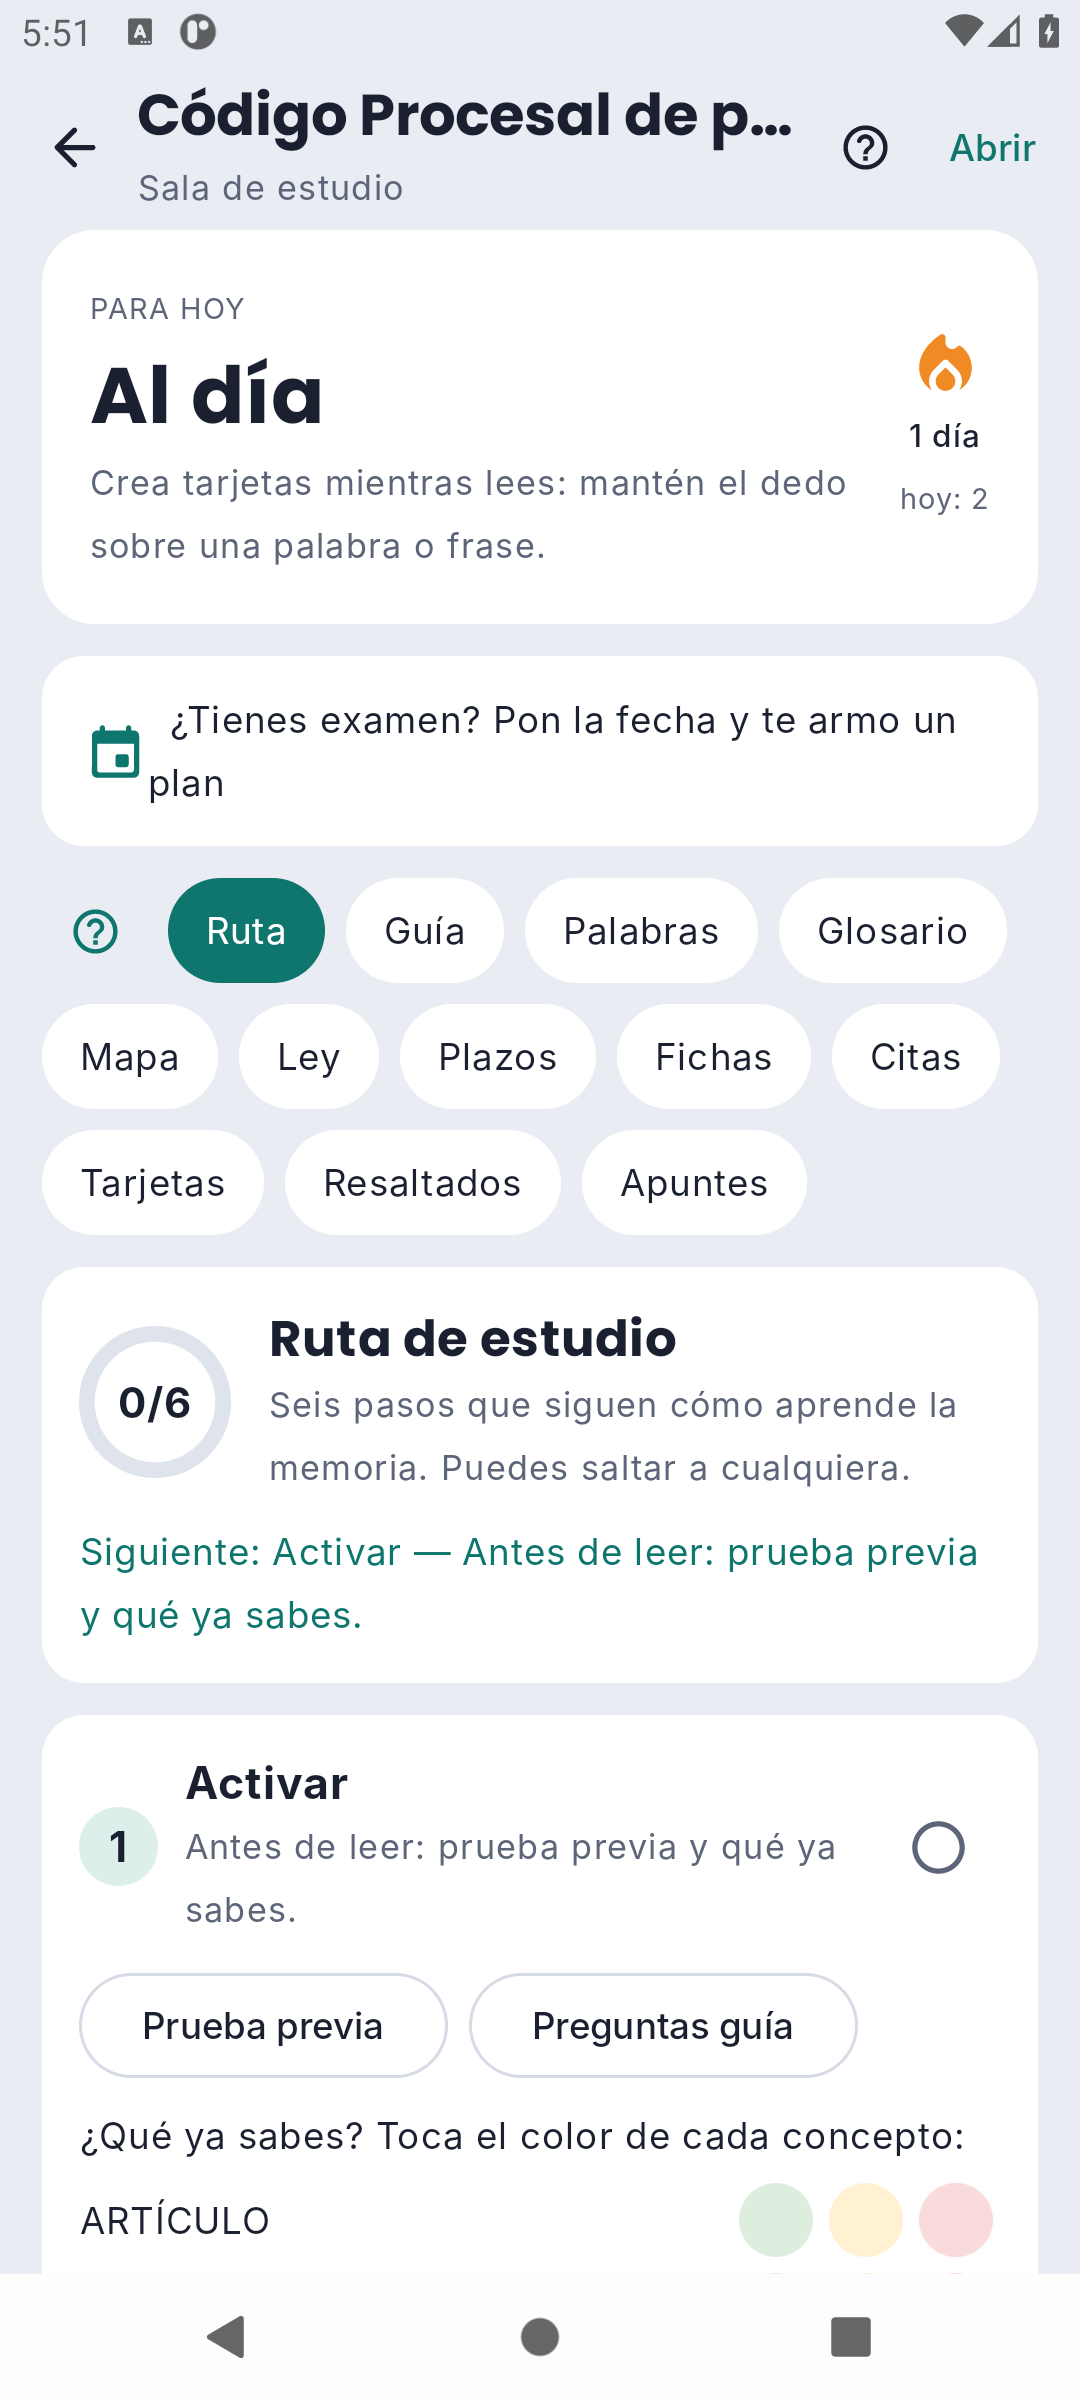 5:51
Código Procesal de p...
Sala de estudio
Abrir
PARA HOY
Al día
Crea tarjetas mientras lees: mantén el dedo
sobre una palabra o frase.
1 día
hoy: 2
¿Tienes examen? Pon la fecha y te armo un
plan
Ruta
Guía
Palabras
Glosario
Mapa
Ley
Plazos
Fichas
Citas
Tarjetas
Resaltados
Apuntes
0/6
Ruta de estudio
Seis pasos que siguen cómo aprende la
memoria. Puedes saltar a cualquiera.
Siguiente: Activar — Antes de leer: prueba previa
y qué ya sabes.
1
Activar
Antes de leer: prueba previa y qué ya
sabes.
Prueba previa
Preguntas guía
¿Qué ya sabes? Toca el color de cada concepto:
ARTÍCULO